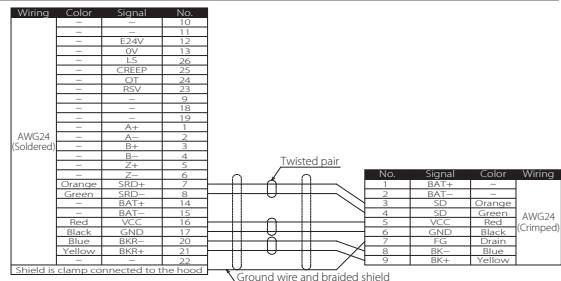 Wiring Color Signal No.
AWG24
(Soldered)
– – 10
– – 11
– E24V 12
– 0V 13
– LS 26
– CREEP 25
– OT 24
– RSV 23
– – 9
– – 18
– – 19
– A+ 1
– A− 2
– B+ 3
– B− 4
– Z+ 5
– Z− 6
Orange SRD+ 7
Green SRD− 8
– BAT+ 14
– BAT− 15
Red VCC 16
Black GND 17
Blue BKR− 20
Yellow BKR+ 21
– – 22
Shield is clamp connected to the hood
Twisted pair
Ground wire and braided shield
No. Signal Color Wiring
1 BAT+ –
2 BAT− –
3 SD Orange
4 SD Green
5 VCC Red
6 GND Black
7 FG Drain
8 BK− Blue
9 BK+ Yellow
AWG24
(Crimped)